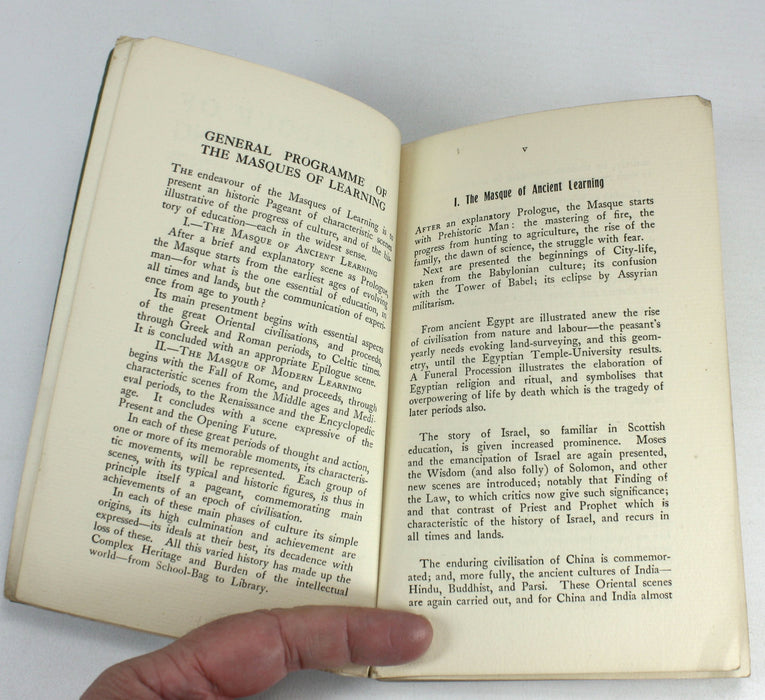 GENERAL PROGRAMME OF
THE MASQUES OF LEARNING
THE endeavour of the Masques of Learning is to
present an historic Pageant of characteristic scenes
illustrative of the progress of culture, and of the his-
tory of education—each in the widest sense.
I.—THE MASQUE OF ANCIENT LEARNING
After a brief and explanatory scene as Prologue,
the Masque starts from the earliest ages of evolving
man—for what is the one essential of education, in
all times and lands, but the communication of experi-
ence from age to youth?
Its main presentment begins with essential aspects
of the great Oriental civilisations, and proceeds,
through Greek and Roman periods, to Celtic times.
It is concluded with an appropriate Epilogue scene.
II.—THE MASQUE OF MODERN LEARNING
begins with the Fall of Rome, and proceeds, through
characteristic scenes from the Middle ages and Medi-
eval periods, to the Renaissance and the Encyclopedic
age. It concludes with a scene expressive of the
Present and the Opening Future.
In each of these great periods of thought and action,
one or more of its memorable moments, its characteris-
tic movements, will be represented. Each group of
scenes, with its typical and historic figures, is thus in
principle itself a pageant, commemorating main
achievements of an epoch of civilisation.
In each of these main phases of culture its simple
origins, its high culmination and achievement are
expressed—its ideals at their best, its decadence with
loss of these. All this varied history has made up the
Complex Heritage and Burden of the intellectual
world—from School-Bag to Library.
v
I. The Masque of Ancient Learning
AFTER an explanatory Prologue, the Masque starts
with Prehistoric Man: the mastering of fire, the
progress from hunting to agriculture, the rise of the
family, the dawn of science, the struggle with fear.
Next are presented the beginnings of City-life,
taken from the Babylonian culture; its confusion
with the Tower of Babel; its eclipse by Assyrian
militarism.
From ancient Egypt are illustrated anew the rise
of civilisation from nature and labour—the peasant's
yearly needs evoking land-surveying, and this geom-
etry, until the Egyptian Temple-University results.
A Funeral Procession illustrates the elaboration of
Egyptian religion and ritual, and symbolises that
overpowering of life by death which is the tragedy of
later periods also.
The story of Israel, so familiar in Scottish
education, is given increased prominence. Moses
and the emancipation of Israel are again presented,
the Wisdom (and also folly) of Solomon, and other
new scenes are introduced; notably that Finding of
the Law, to which critics now give such significance;
and that contrast of Priest and Prophet which is
characteristic of the history of Israel, and recurs in
all times and lands.
The enduring civilisation of China is commemor-
ated; and, more fully, the ancient cultures of India—
Hindu, Buddhist, and Parsi. These Oriental scenes
are again carried out, and for China and India almost